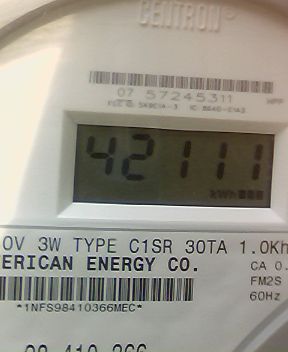 CENTRON®
07 57245311
HPP
42111
kWh
0V 3W TYPE C1SR 30TA 1.0Kh
ERICAN ENERGY CO.
CA 0.
FM2S
60Hz
*1NFS98410366MEC*